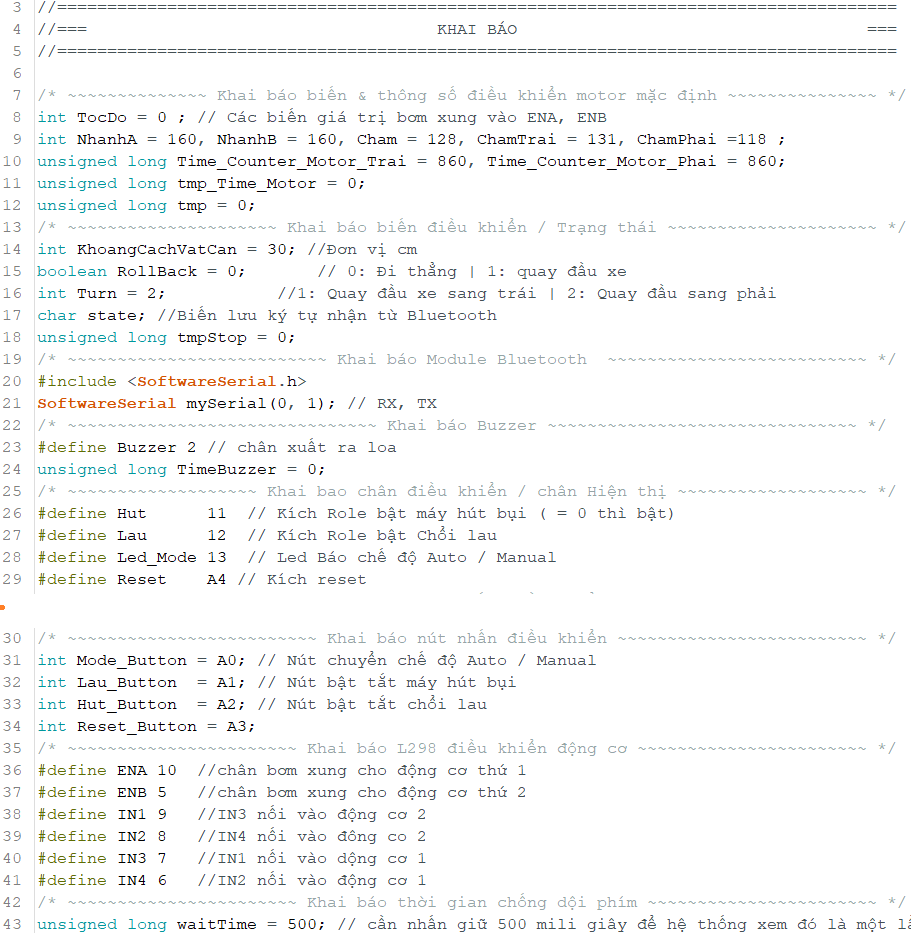 3 //====================================================================================
4 //=== KHAI BÁO ===
5 //====================================================================================
6
7 /* ~~~~~~~~~~~~~~ Khai báo biến & thông số điều khiển motor mặc định ~~~~~~~~~~~~~~~ */
8 int TocDo = 0 ; // Các biến giá trị bơm xung vào ENA, ENB
9 int NhanhA = 160, NhanhB = 160, Cham = 128, ChamTrai = 131, ChamPhai =118 ;
10 unsigned long Time_Counter_Motor_Trai = 860, Time_Counter_Motor_Phai = 860;
11 unsigned long tmp_Time_Motor = 0;
12 unsigned long tmp = 0;
13 /* ~~~~~~~~~~~~~~~~~~~~~ Khai báo biến điều khiển / Trạng thái ~~~~~~~~~~~~~~~~~~~~~ */
14 int KhoangCachVatCan = 30; //Đơn vị cm
15 boolean RollBack = 0; // 0: Đi thẳng | 1: quay đầu xe
16 int Turn = 2; //1: Quay đầu xe sang trái | 2: Quay đầu sang phải
17 char state; //Biến lưu ký tự nhận từ Bluetooth
18 unsigned long tmpStop = 0;
19 /* ~~~~~~~~~~~~~~~~~~~~~~~~~~ Khai báo Module Bluetooth ~~~~~~~~~~~~~~~~~~~~~~~~~~ */
20 #include <SoftwareSerial.h>
21 SoftwareSerial mySerial(0, 1); // RX, TX
22 /* ~~~~~~~~~~~~~~~~~~~~~~~~~~~~~~~ Khai báo Buzzer ~~~~~~~~~~~~~~~~~~~~~~~~~~~~~~~ */
23 #define Buzzer 2 // chân xuất ra loa
24 unsigned long TimeBuzzer = 0;
25 /* ~~~~~~~~~~~~~~~~~~~ Khai bao chân điều khiển / chân Hiện thị ~~~~~~~~~~~~~~~~~~~ */
26 #define Hut 11 // Kích Role bật máy hút bụi ( = 0 thì bật)
27 #define Lau 12 // Kích Role bật Chổi lau
28 #define Led_Mode 13 // Led Báo chế độ Auto / Manual
29 #define Reset A4 // Kích reset
30 /* ~~~~~~~~~~~~~~~~~~~~~~~~~ Khai báo nút nhấn điều khiển ~~~~~~~~~~~~~~~~~~~~~~~~~ */
31 int Mode_Button = A0; // Nút chuyển chế độ Auto / Manual
32 int Lau_Button = A1; // Nút bật tắt máy hút bụi
33 int Hut_Button = A2; // Nút bật tắt chổi lau
34 int Reset_Button = A3;
35 /* ~~~~~~~~~~~~~~~~~~~~~~~ Khai báo L298 điều khiển động cơ ~~~~~~~~~~~~~~~~~~~~~~~ */
36 #define ENA 10 //chân bơm xung cho động cơ thứ 1
37 #define ENB 5 //chân bơm xung cho động cơ thứ 2
38 #define IN1 9 //IN3 nối vào động cơ 2
39 #define IN2 8 //IN4 nối vào đông co 2
40 #define IN3 7 //IN1 nối vào dộng cơ 1
41 #define IN4 6 //IN2 nối vào động cơ 1
42 /* ~~~~~~~~~~~~~~~~~~~~~~~ Khai báo thời gian chống dội phím ~~~~~~~~~~~~~~~~~~~~~~~ */
43 unsigned long waitTime = 500; // cần nhấn giữ 500 mili giây để hệ thống xem đó là một